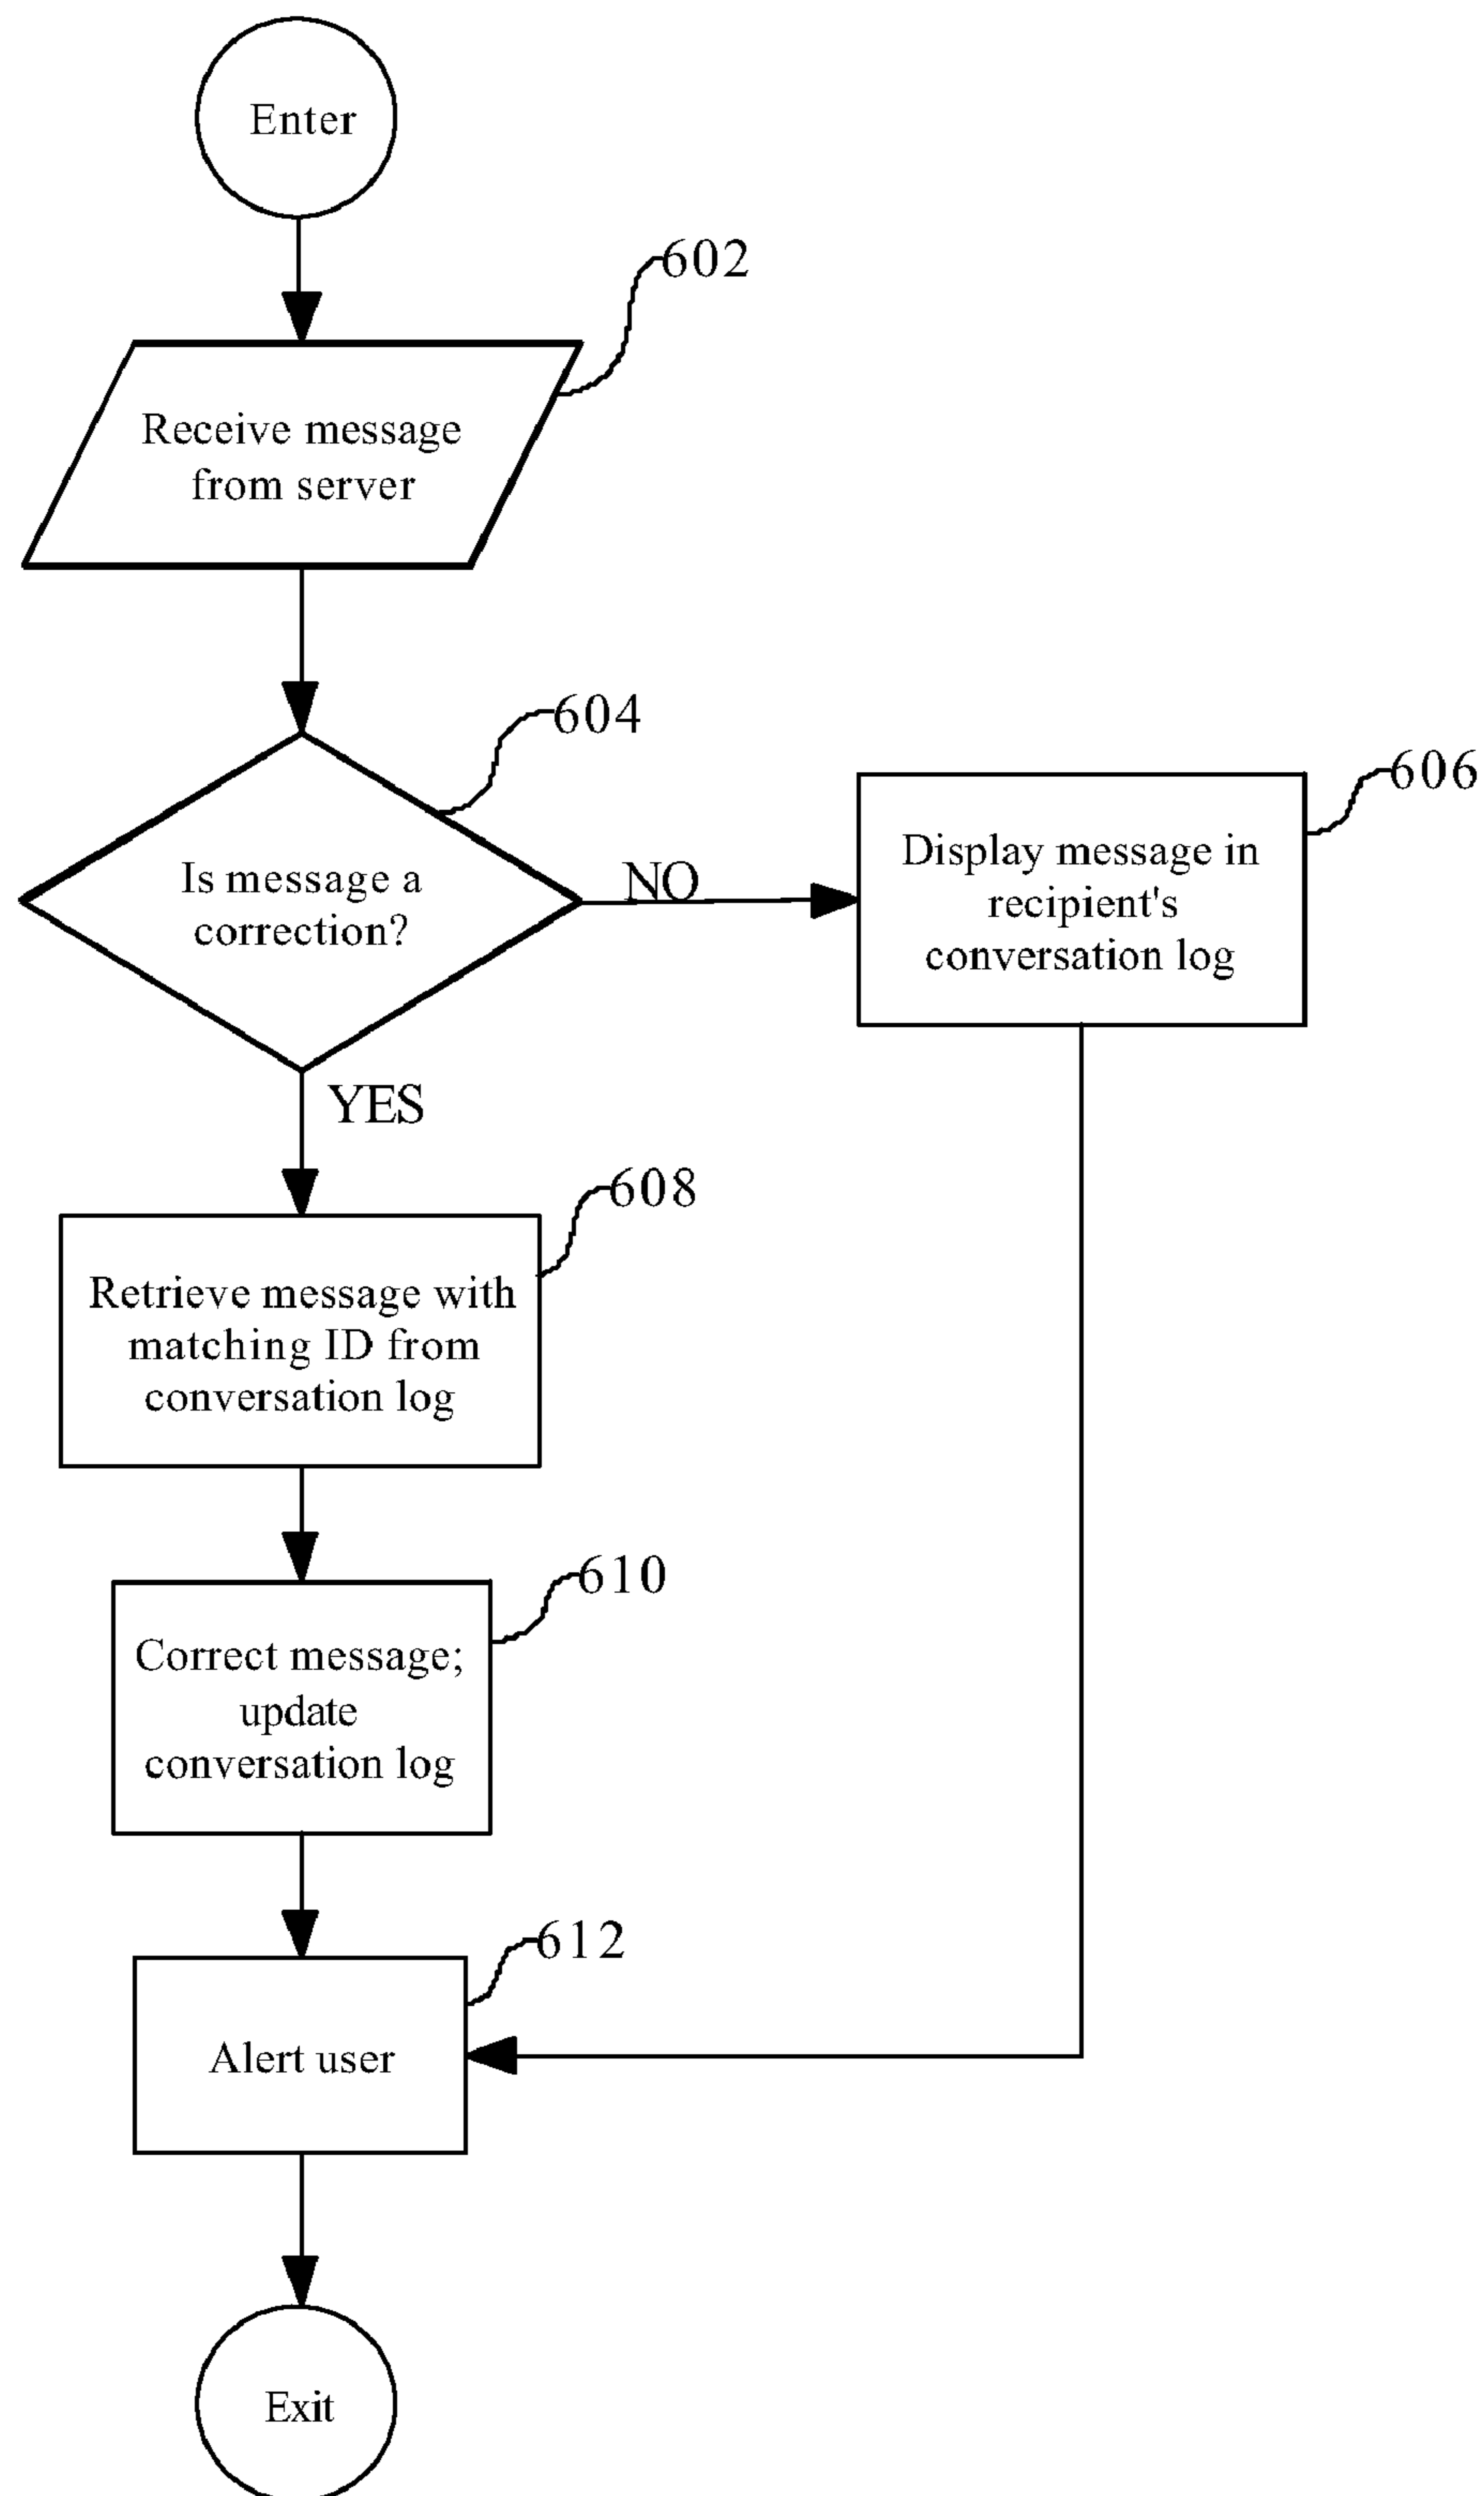 Enter
602
Receive message
from server
604
Is message a
correction?
NO
606
Display message in
recipient's
conversation log
YES
608
Retrieve message with
matching ID from
conversation log
610
Correct message;
update
conversation log
612
Alert user
Exit